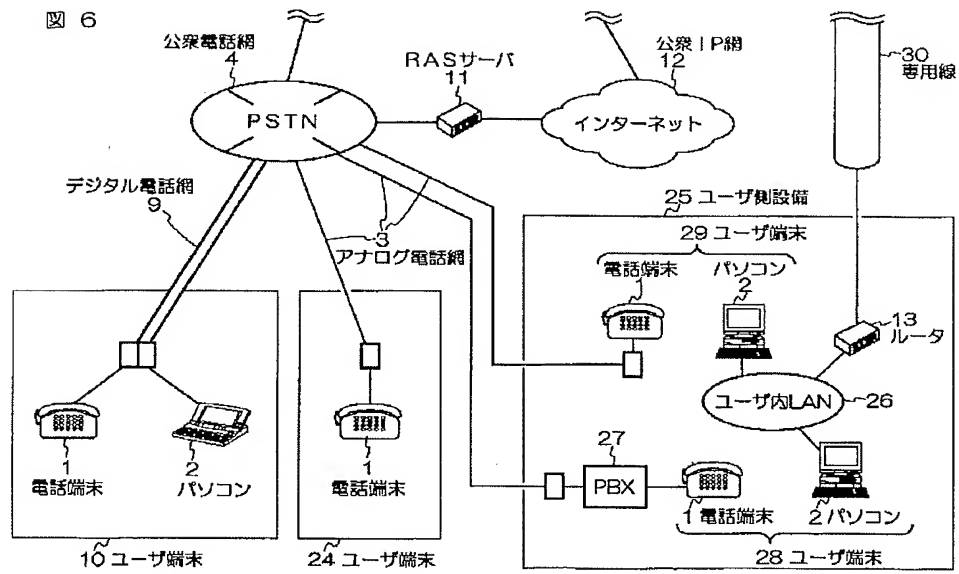 図 6
公衆電話網
4
PSTN
RASサーバ
11
公衆IP網
12
インターネット
30
専用線
デジタル電話網
9
3
アナログ電話網
25 ユーザ側設備
29 ユーザ端末
電話端末
1
パソコン
2
13
ルータ
ユーザ内LAN
26
27
PBX
1 電話端末
2 パソコン
28 ユーザ端末
1
電話端末
2
パソコン
10 ユーザ端末
1
電話端末
24 ユーザ端末